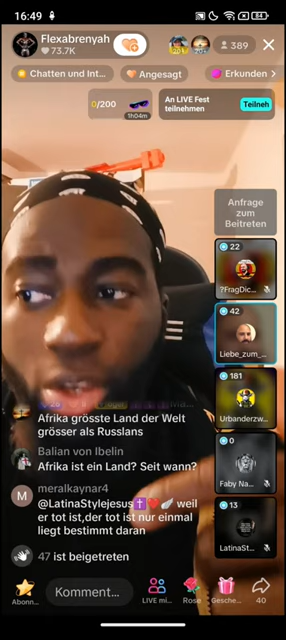 16:49
84
Flexabrenyah
73.7K
389
Chatten und Int...
Angesagt
Erkunden
0/200
1h04m
An LIVE Fest
teilnehmen
Teilneh
Anfrage
zum
Beitreten
22
?FragDic...
42
Liebe_zum_...
181
Urbanderzw...
0
Faby Na...
13
LatinaSt...
Afrika grösste Land der Welt
grösser als Russlans
Balian von Ibelin
Afrika ist ein Land? Seit wann?
M
meralkaynar4
@LatinaStylejesus✝️❤️🪽 weil
er tot ist,der tot ist nur einmal
liegt bestimmt daran
47 ist beigetreten
Abonn...
Komment...
LIVE mi...
Rose
Gesche...
40